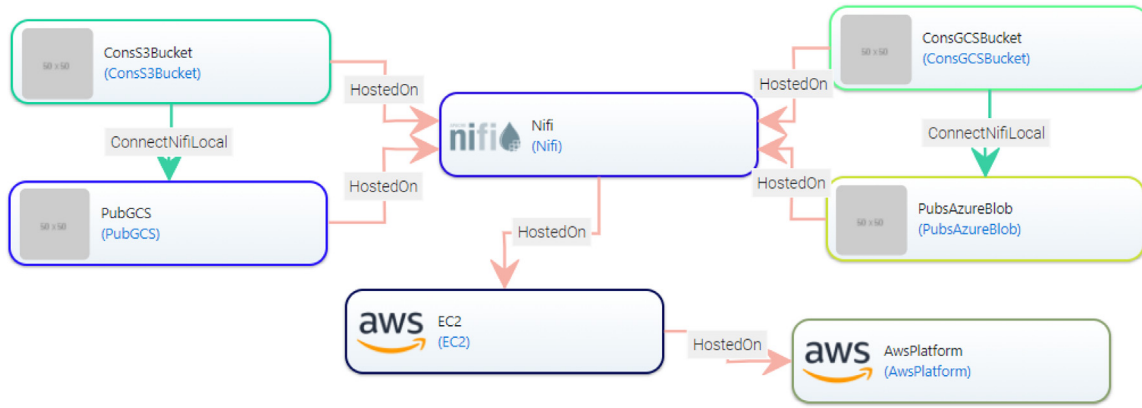 50 x 50
ConsS3Bucket
(ConsS3Bucket)
HostedOn
ConnectNifiLocal
50 x 50
PubGCS
(PubGCS)
HostedOn
nifi
Nifi
(Nifi)
50 x 50
ConsGCSBucket
(ConsGCSBucket)
HostedOn
ConnectNifiLocal
50 x 50
PubsAzureBlob
(PubsAzureBlob)
HostedOn
HostedOn
aws
EC2
(EC2)
HostedOn
aws
AwsPlatform
(AwsPlatform)